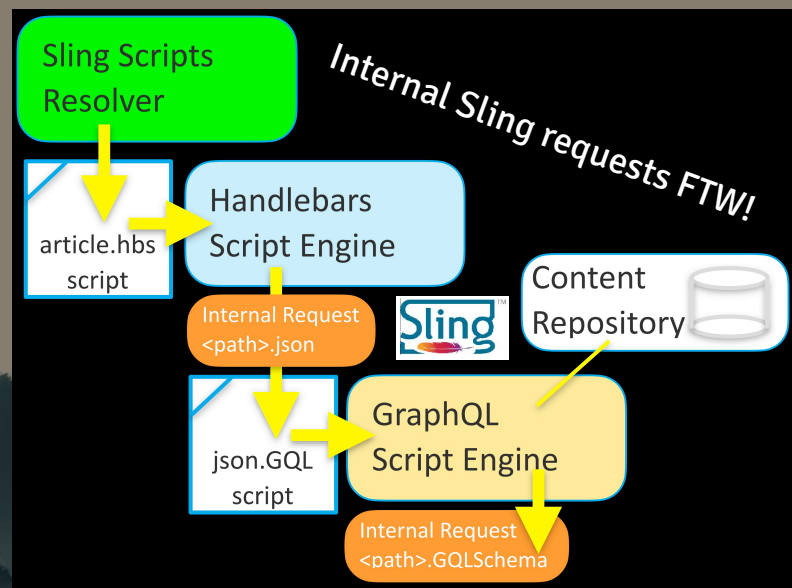 Sling Scripts
Resolver
Internal Sling requests FTW!
article.hbs
script
Handlebars
Script Engine
Content
Repository
Internal Request
<path>.json
Sling
TM
json.GQL
script
GraphQL
Script Engine
Internal Request
<path>.GQLSchema